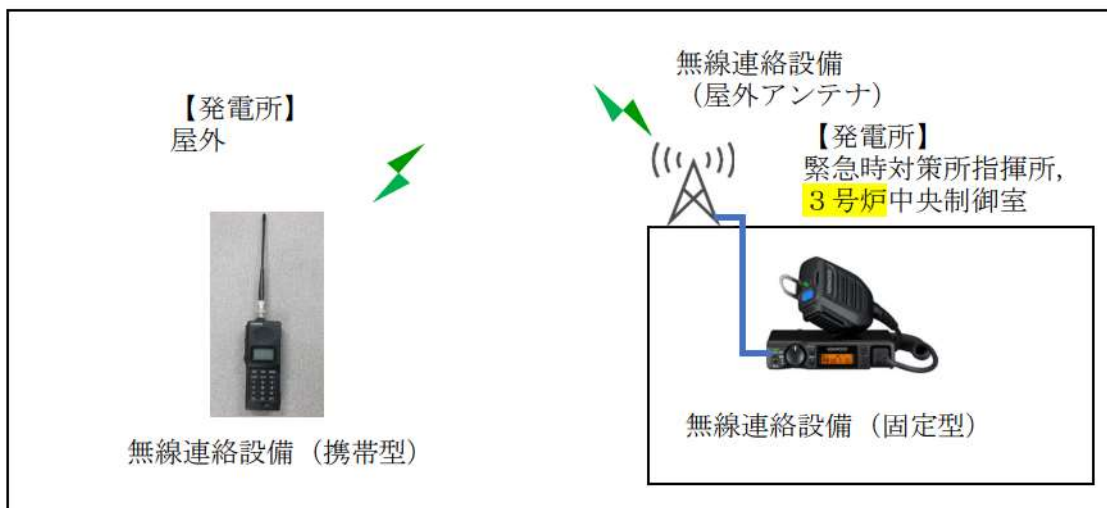 【発電所】
屋外
無線連絡設備（携帯型）
無線連絡設備
（屋外アンテナ）
【発電所】
緊急時対策所指揮所，
３号炉中央制御室
無線連絡設備（固定型）